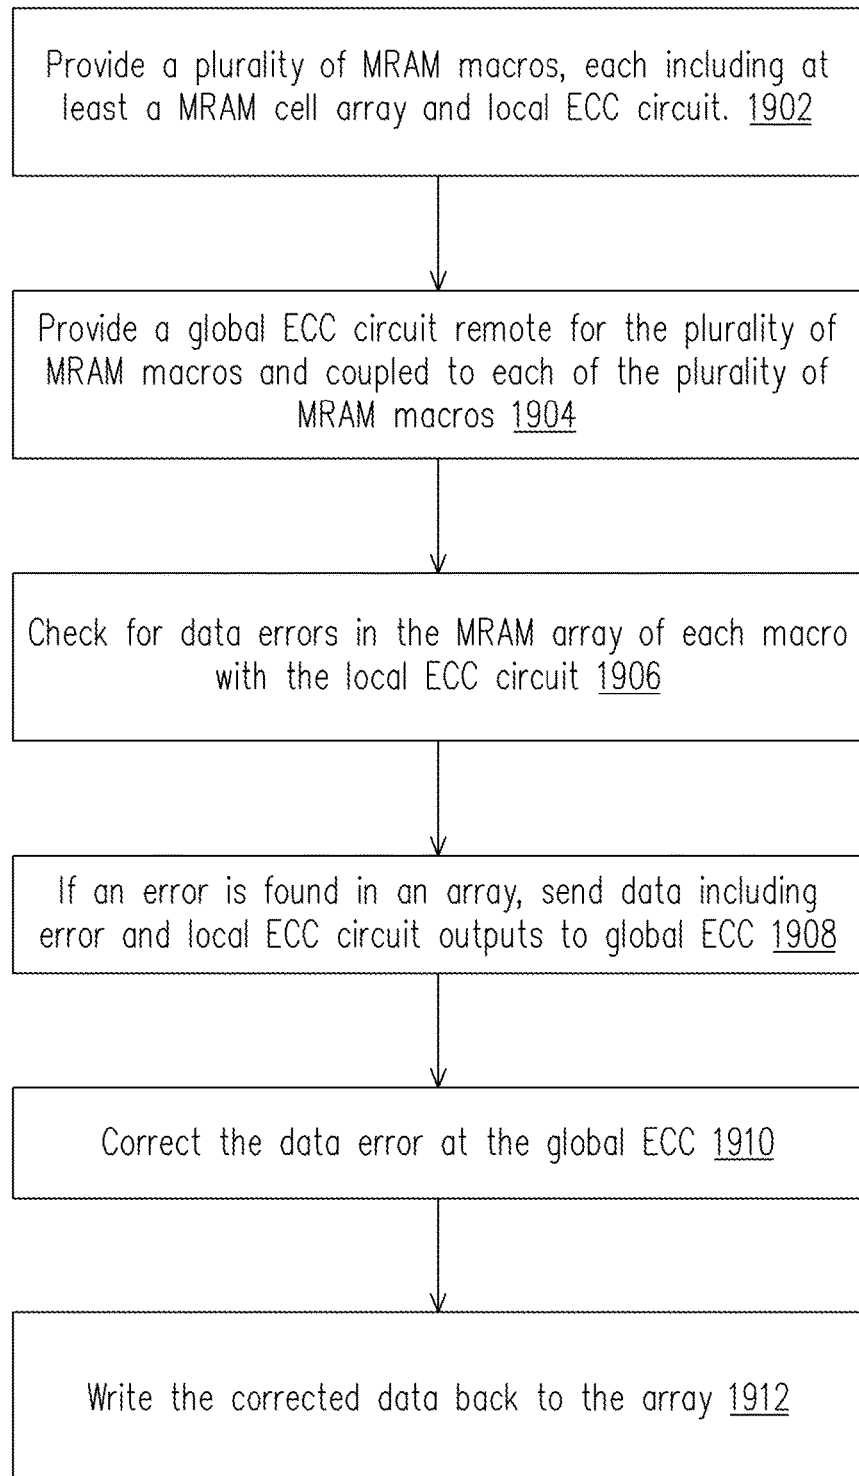 Provide a plurality of MRAM macros, each including at
least a MRAM cell array and local ECC circuit. 1902
Provide a global ECC circuit remote for the plurality of
MRAM macros and coupled to each of the plurality of
MRAM macros 1904
Check for data errors in the MRAM array of each macro
with the local ECC circuit 1906
If an error is found in an array, send data including
error and local ECC circuit outputs to global ECC 1908
Correct the data error at the global ECC 1910
Write the corrected data back to the array 1912